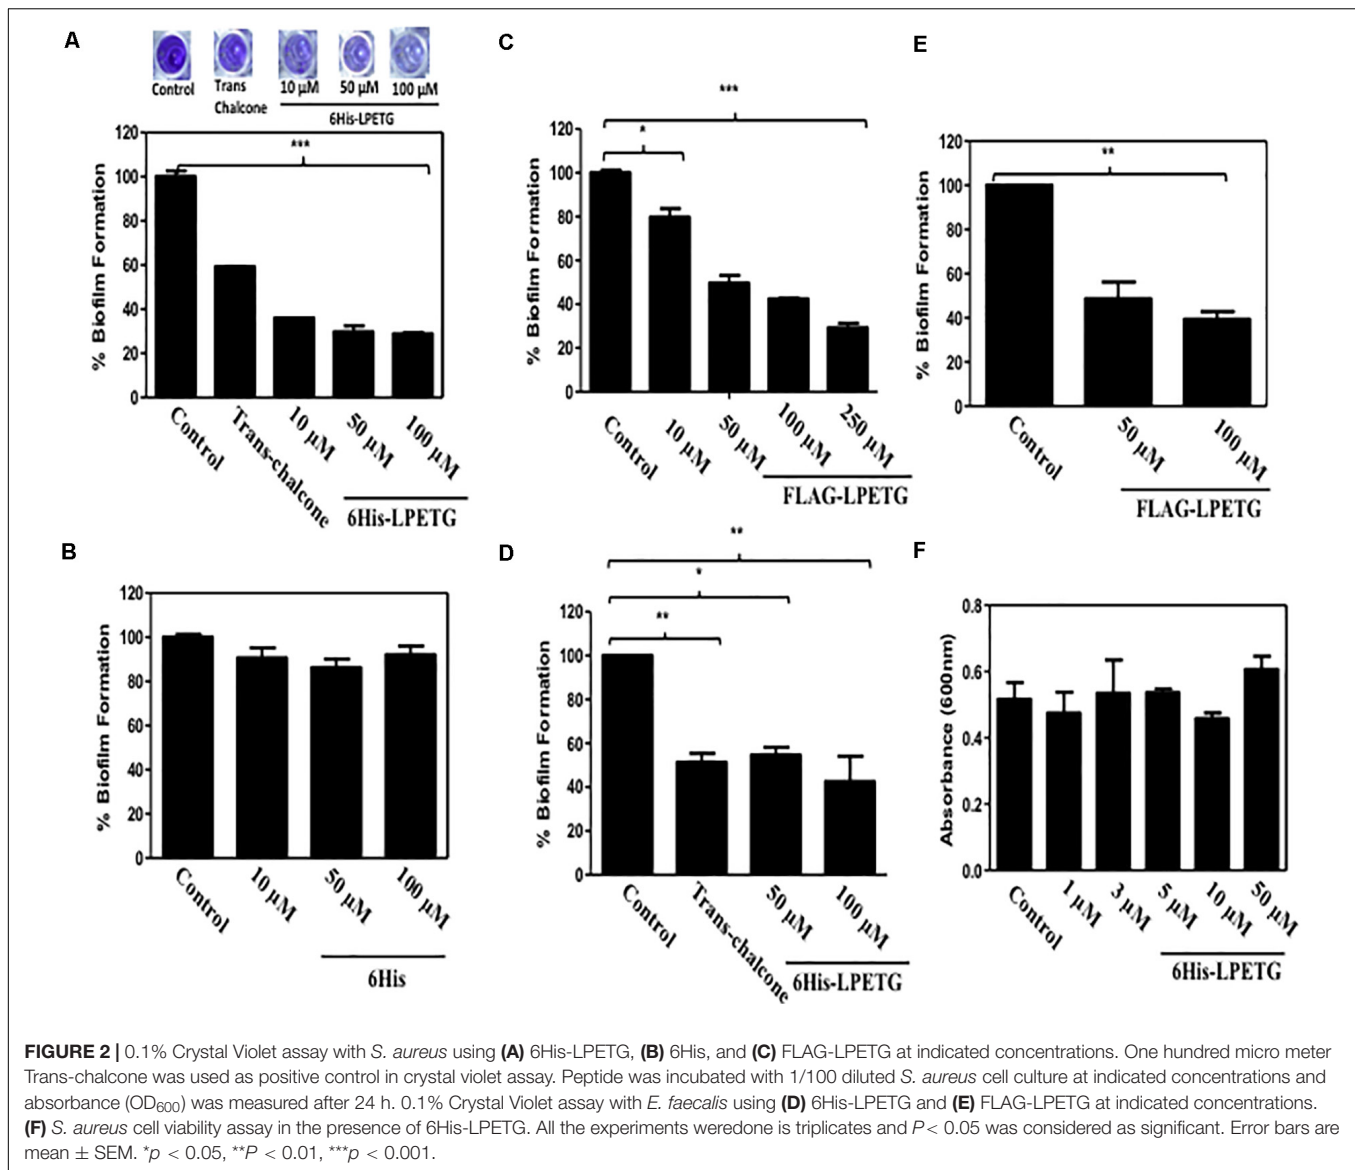 A
Control
Trans
Chalcone
10 µM
50 µM
100 µM
6His-LPETG
***
% Biofilm Formation
120
100
80
60
40
20
0
Control
Trans-chalcone
10 µM
50 µM
100 µM
6His-LPETG
C
***
*
% Biofilm Formation
120
100
80
60
40
20
0
Control
10 µM
50 µM
100 µM
250 µM
FLAG-LPETG
E
**
% Biofilm Formation
120
100
80
60
40
20
0
Control
50 µM
100 µM
FLAG-LPETG
B
% Biofilm Formation
120
100
80
60
40
20
0
Control
10 µM
50 µM
100 µM
6His
D
**
*
**
% Biofilm Formation
120
100
80
60
40
20
0
Control
Trans-chalcone
50 µM
100 µM
6His-LPETG
F
Absorbance (600nm)
0.8
0.6
0.4
0.2
0.0
Control
1 µM
3 µM
5 µM
10 µM
50 µM
6His-LPETG
FIGURE 2 | 0.1% Crystal Violet assay with S. aureus using (A) 6His-LPETG, (B) 6His, and (C) FLAG-LPETG at indicated concentrations. One hundred micro meter
Trans-chalcone was used as positive control in crystal violet assay. Peptide was incubated with 1/100 diluted S. aureus cell culture at indicated concentrations and
absorbance (OD600) was measured after 24 h. 0.1% Crystal Violet assay with E. faecalis using (D) 6His-LPETG and (E) FLAG-LPETG at indicated concentrations.
(F) S. aureus cell viability assay in the presence of 6His-LPETG. All the experiments weredone is triplicates and P< 0.05 was considered as significant. Error bars are
mean ± SEM. *p < 0.05, **P < 0.01, ***p < 0.001.